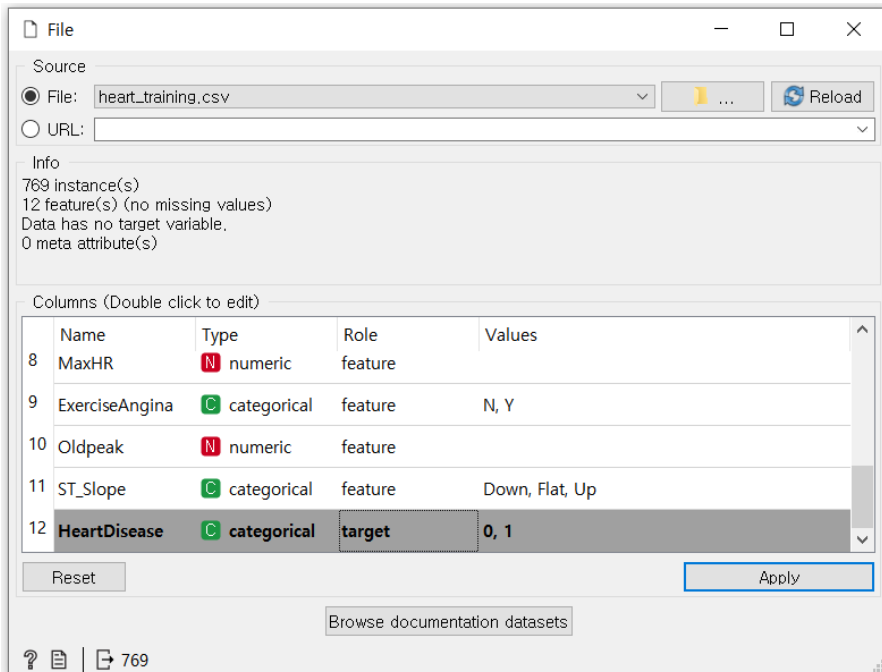 File
Source
File: heart_training.csv ... Reload
URL:
Info
769 instance(s)
12 feature(s) (no missing values)
Data has no target variable.
0 meta attribute(s)
Columns (Double click to edit)
Name Type Role Values
8 MaxHR N numeric feature
9 ExerciseAngina C categorical feature N, Y
10 Oldpeak N numeric feature
11 ST_Slope C categorical feature Down, Flat, Up
12 HeartDisease C categorical target 0, 1
Reset Apply
Browse documentation datasets
? 769